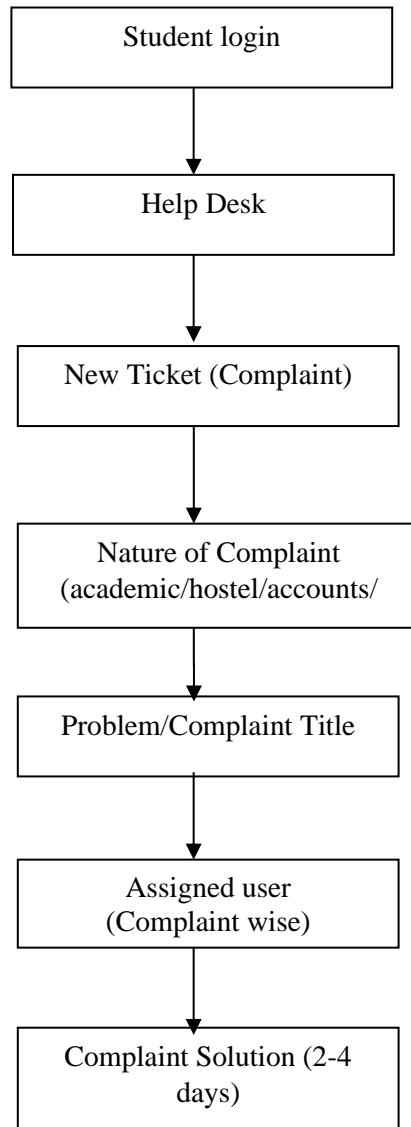 Student login
Help Desk
New Ticket (Complaint)
Nature of Complaint
(academic/hostel/accounts/
Problem/Complaint Title
Assigned user
(Complaint wise)
Complaint Solution (2-4
days)